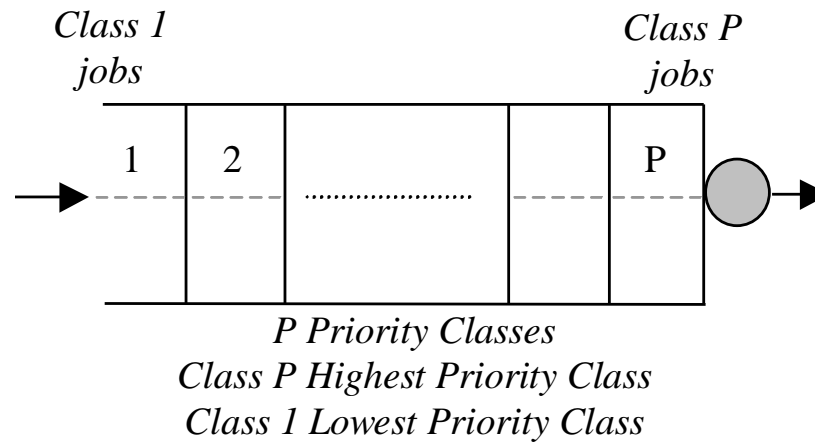 Class 1
jobs
Class P
jobs
1
2
P
P Priority Classes
Class P Highest Priority Class
Class 1 Lowest Priority Class